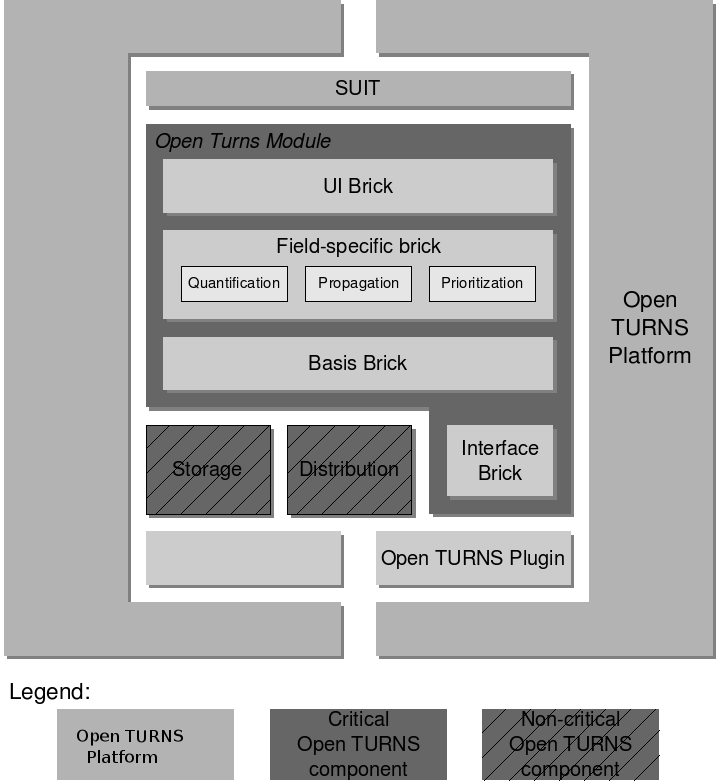 SUIT
Open Turns Module
UI Brick
Field-specific brick
Quantification
Propagation
Prioritization
Open
TURNS
Platform
Basis Brick
Storage
Distribution
Interface
Brick
Open TURNS Plugin
Legend:
Open TURNS
Platform
Critical
Open TURNS
component
Non-critical
Open TURNS
component